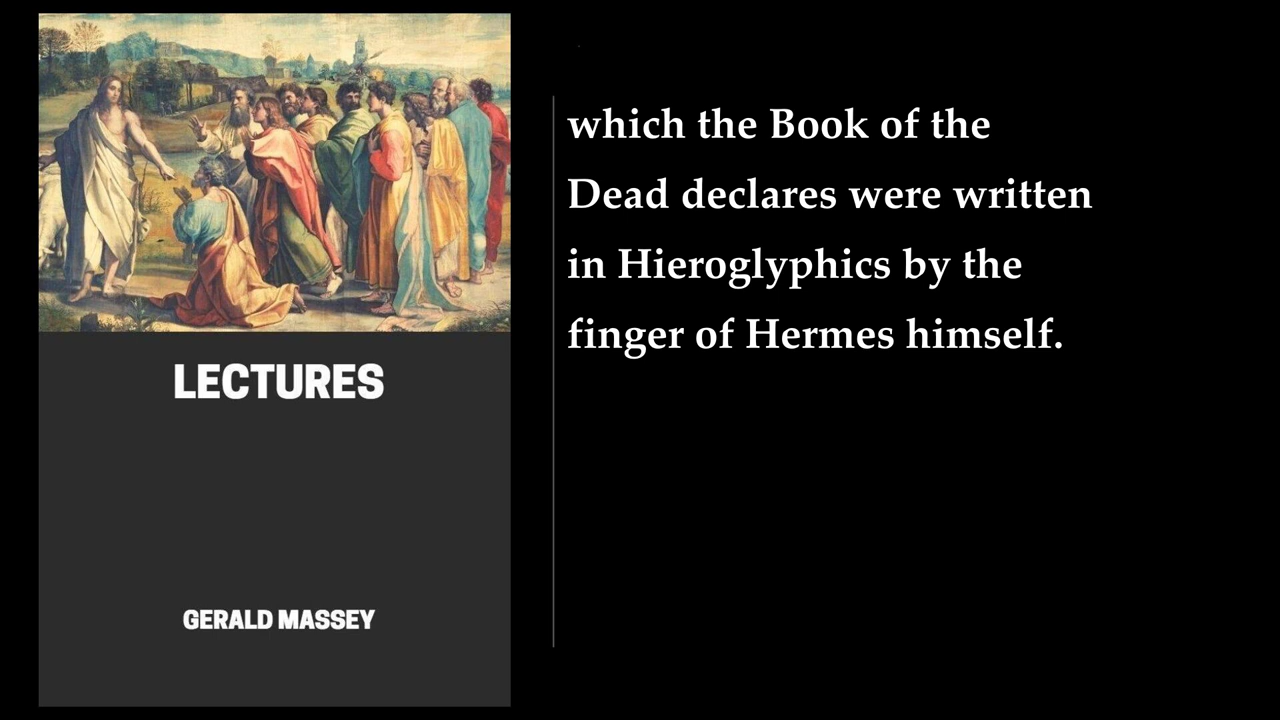 LECTURES
GERALD MASSEY
which the Book of the
Dead declares were written
in Hieroglyphics by the
finger of Hermes himself.